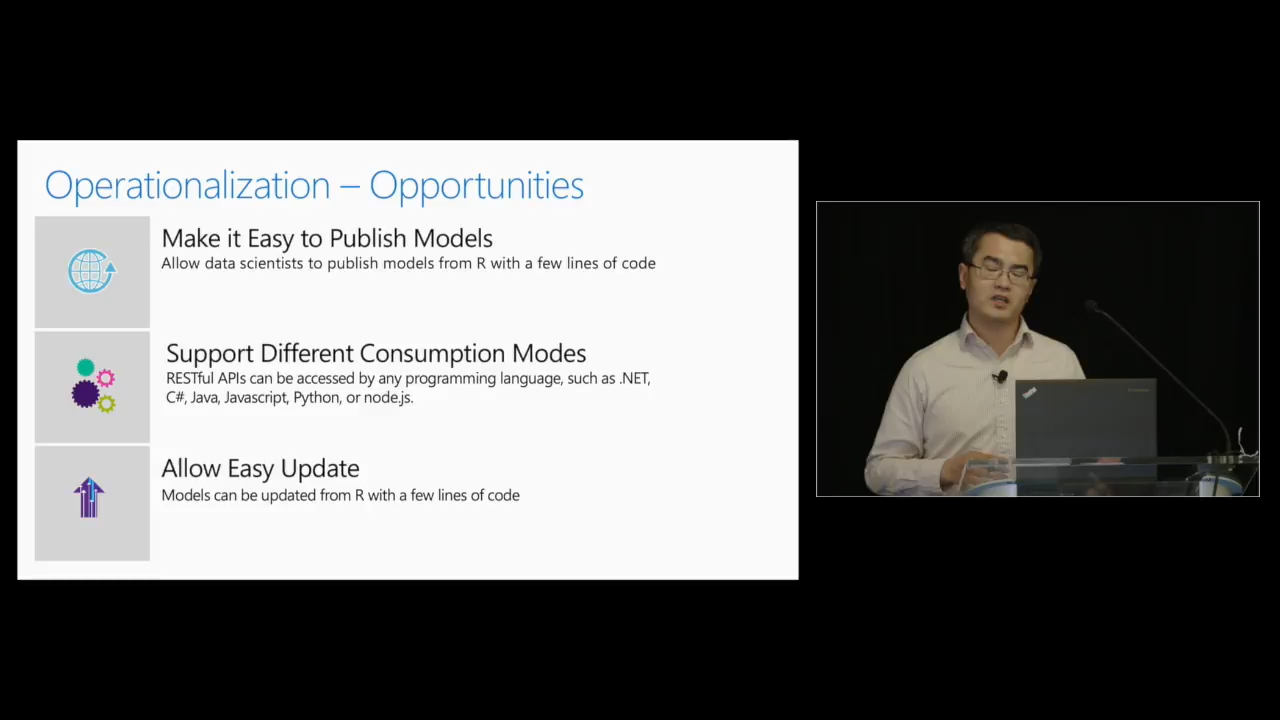 Operationalization – Opportunities
Make it Easy to Publish Models
Allow data scientists to publish models from R with a few lines of code
Support Different Consumption Modes
RESTful APIs can be accessed by any programming language, such as .NET,
C#, Java, Javascript, Python, or node.js.
Allow Easy Update
Models can be updated from R with a few lines of code
ThinkPad